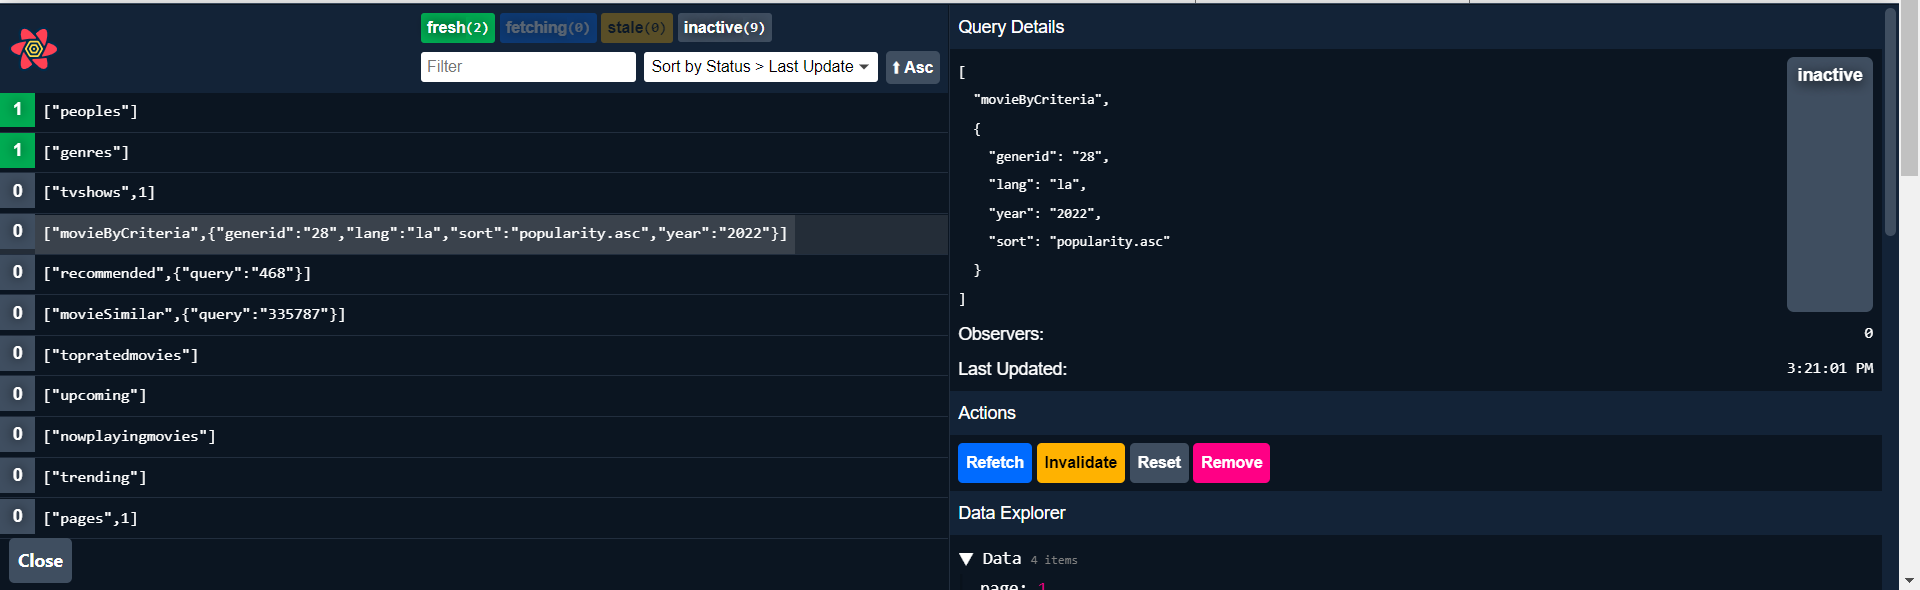 fresh(2) fetching(0) stale(0) inactive(9)
Filter Sort by Status > Last Update ⬆ Asc
1 ["peoples"]
1 ["genres"]
0 ["tvshows",1]
0 ["movieByCriteria",{"generid":"28","lang":"la","sort":"popularity.asc","year":"2022"}]
0 ["recommended",{"query":"468"}]
0 ["movieSimilar",{"query":"335787"}]
0 ["topratedmovies"]
0 ["upcoming"]
0 ["nowplayingmovies"]
0 ["trending"]
0 ["pages",1]
Close
Query Details
[
"movieByCriteria",
{
"generid": "28",
"lang": "la",
"year": "2022",
"sort": "popularity.asc"
}
]
inactive
Observers: 0
Last Updated: 3:21:01 PM
Actions
Refetch Invalidate Reset Remove
Data Explorer
▼ Data 4 items
page: 1